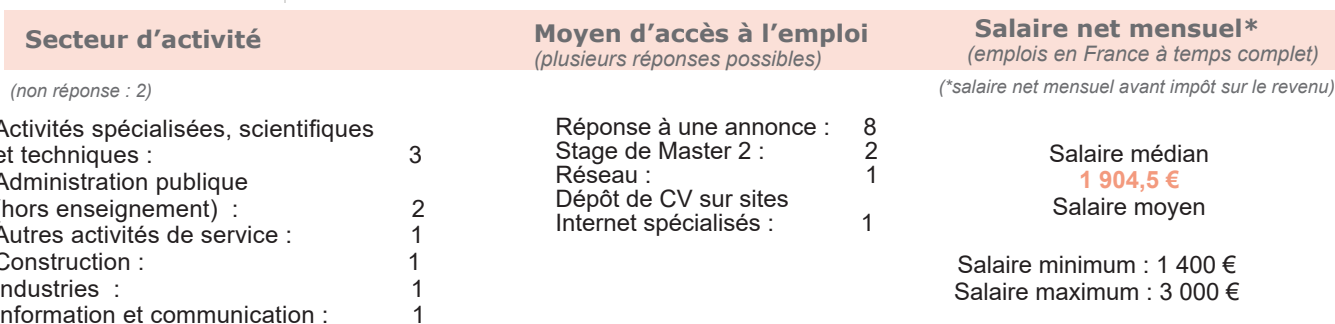 Secteur d’activité
(non réponse : 2)
Activités spécialisées, scientifiques
et techniques : 3
Administration publique
(hors enseignement) : 2
Autres activités de service : 1
Construction : 1
Industries : 1
Information et communication : 1
Moyen d’accès à l’emploi
(plusieurs réponses possibles)
Réponse à une annonce : 8
Stage de Master 2 : 2
Réseau : 1
Dépôt de CV sur sites
Internet spécialisés : 1
Salaire net mensuel*
(emplois en France à temps complet)
(*salaire net mensuel avant impôt sur le revenu)
Salaire médian
1 904,5 €
Salaire moyen
Salaire minimum : 1 400 €
Salaire maximum : 3 000 €